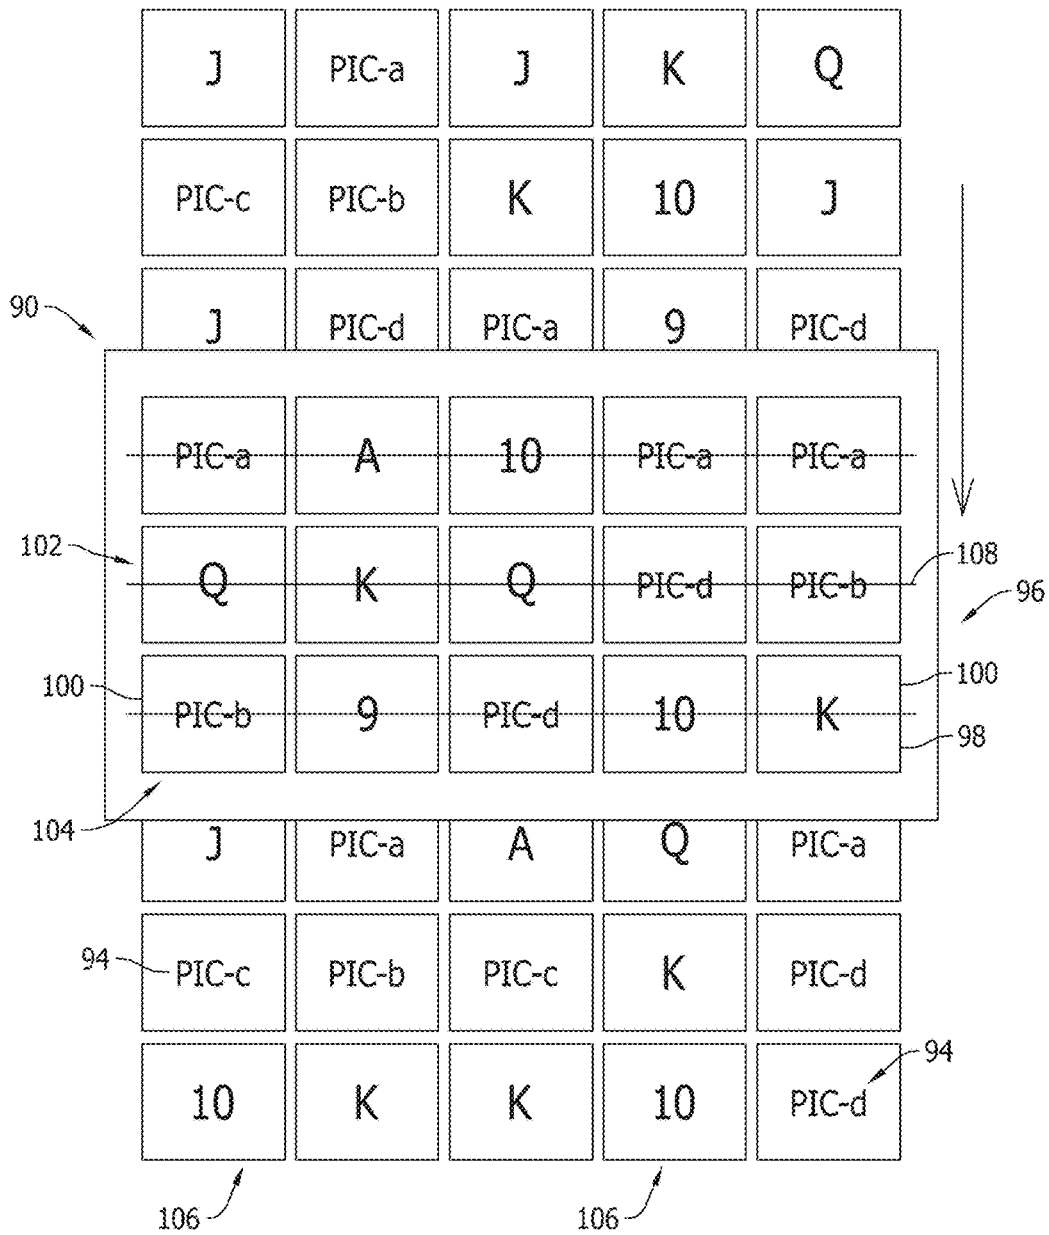 J PIC-a J K Q
PIC-c PIC-b K 10 J
90
J PIC-d PIC-a 9 PIC-d
PIC-a A 10 PIC-a PIC-a
102
108
Q K Q PIC-d PIC-b
96
100
100
PIC-b 9 PIC-d 10 K
98
104
J PIC-a A Q PIC-a
94 PIC-c PIC-b PIC-c K PIC-d
94
10 K K 10 PIC-d
106 106